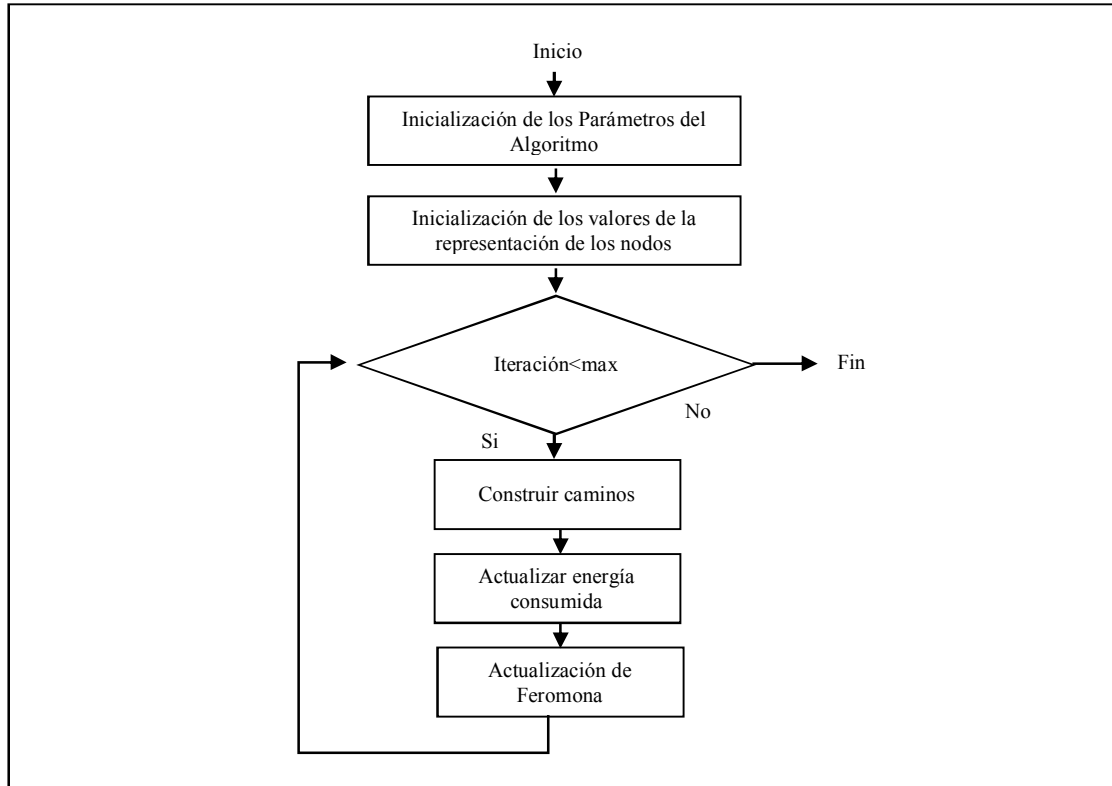 Inicio
Inicialización de los Parámetros del
Algoritmo
Inicialización de los valores de la
representación de los nodos
Iteración<max
Fin
No
Si
Construir caminos
Actualizar energía
consumida
Actualización de
Feromona